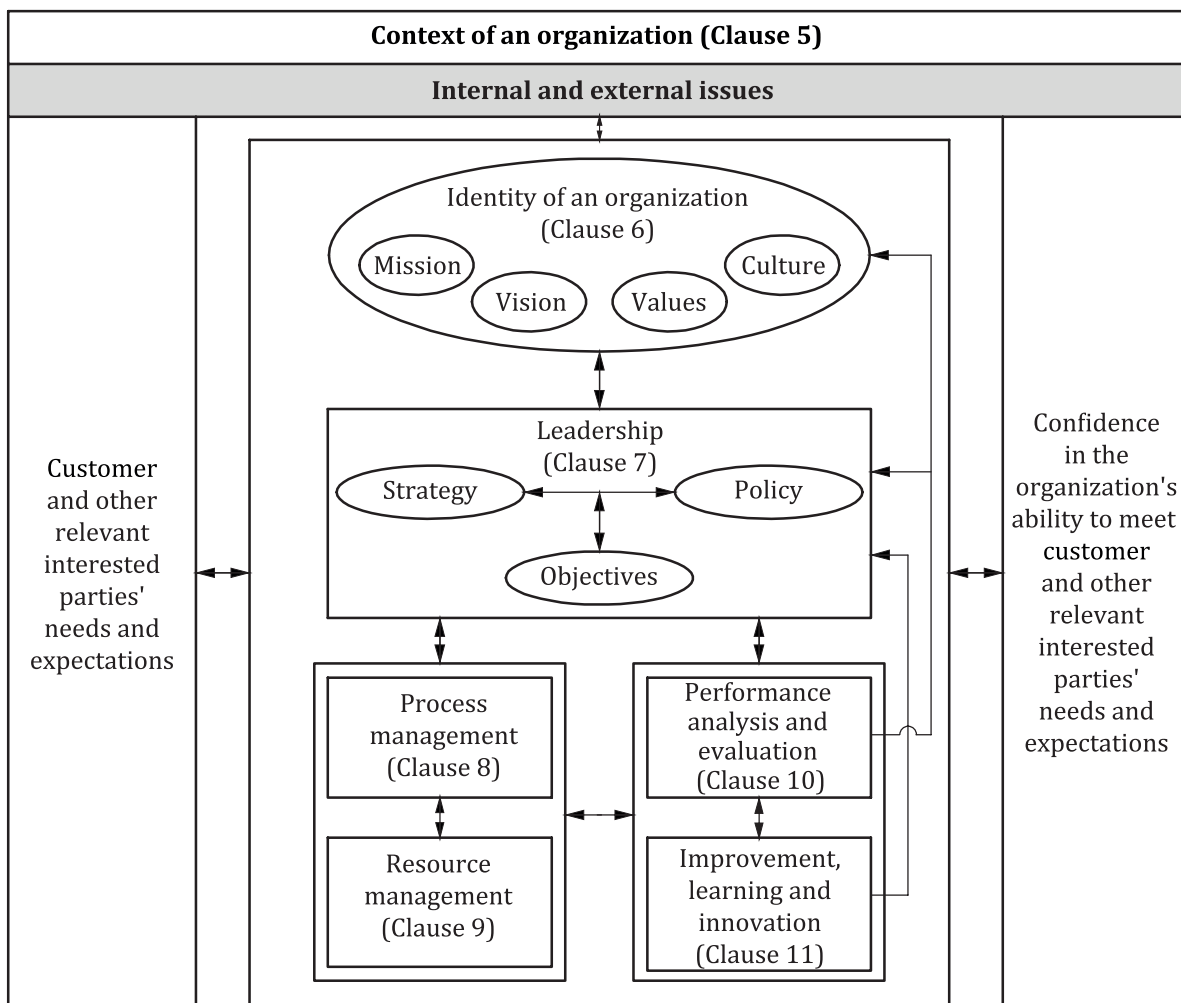 Context of an organization (Clause 5)
Internal and external issues
Customer
and other
relevant
interested
parties'
needs and
expectations
Identity of an organization
(Clause 6)
Mission
Vision
Values
Culture
Leadership
(Clause 7)
Strategy
Policy
Objectives
Process
management
(Clause 8)
Resource
management
(Clause 9)
Performance
analysis and
evaluation
(Clause 10)
Improvement,
learning and
innovation
(Clause 11)
Confidence
in the
organization's
ability to meet
customer
and other
relevant
interested
parties'
needs and
expectations